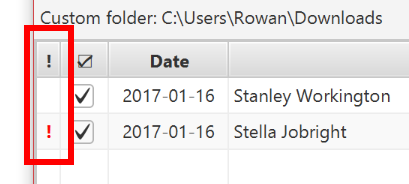 Custom folder: C:\Users\Rowan\Downloads
! Date
2017-01-16 Stanley Workington
! 2017-01-16 Stella Jobright